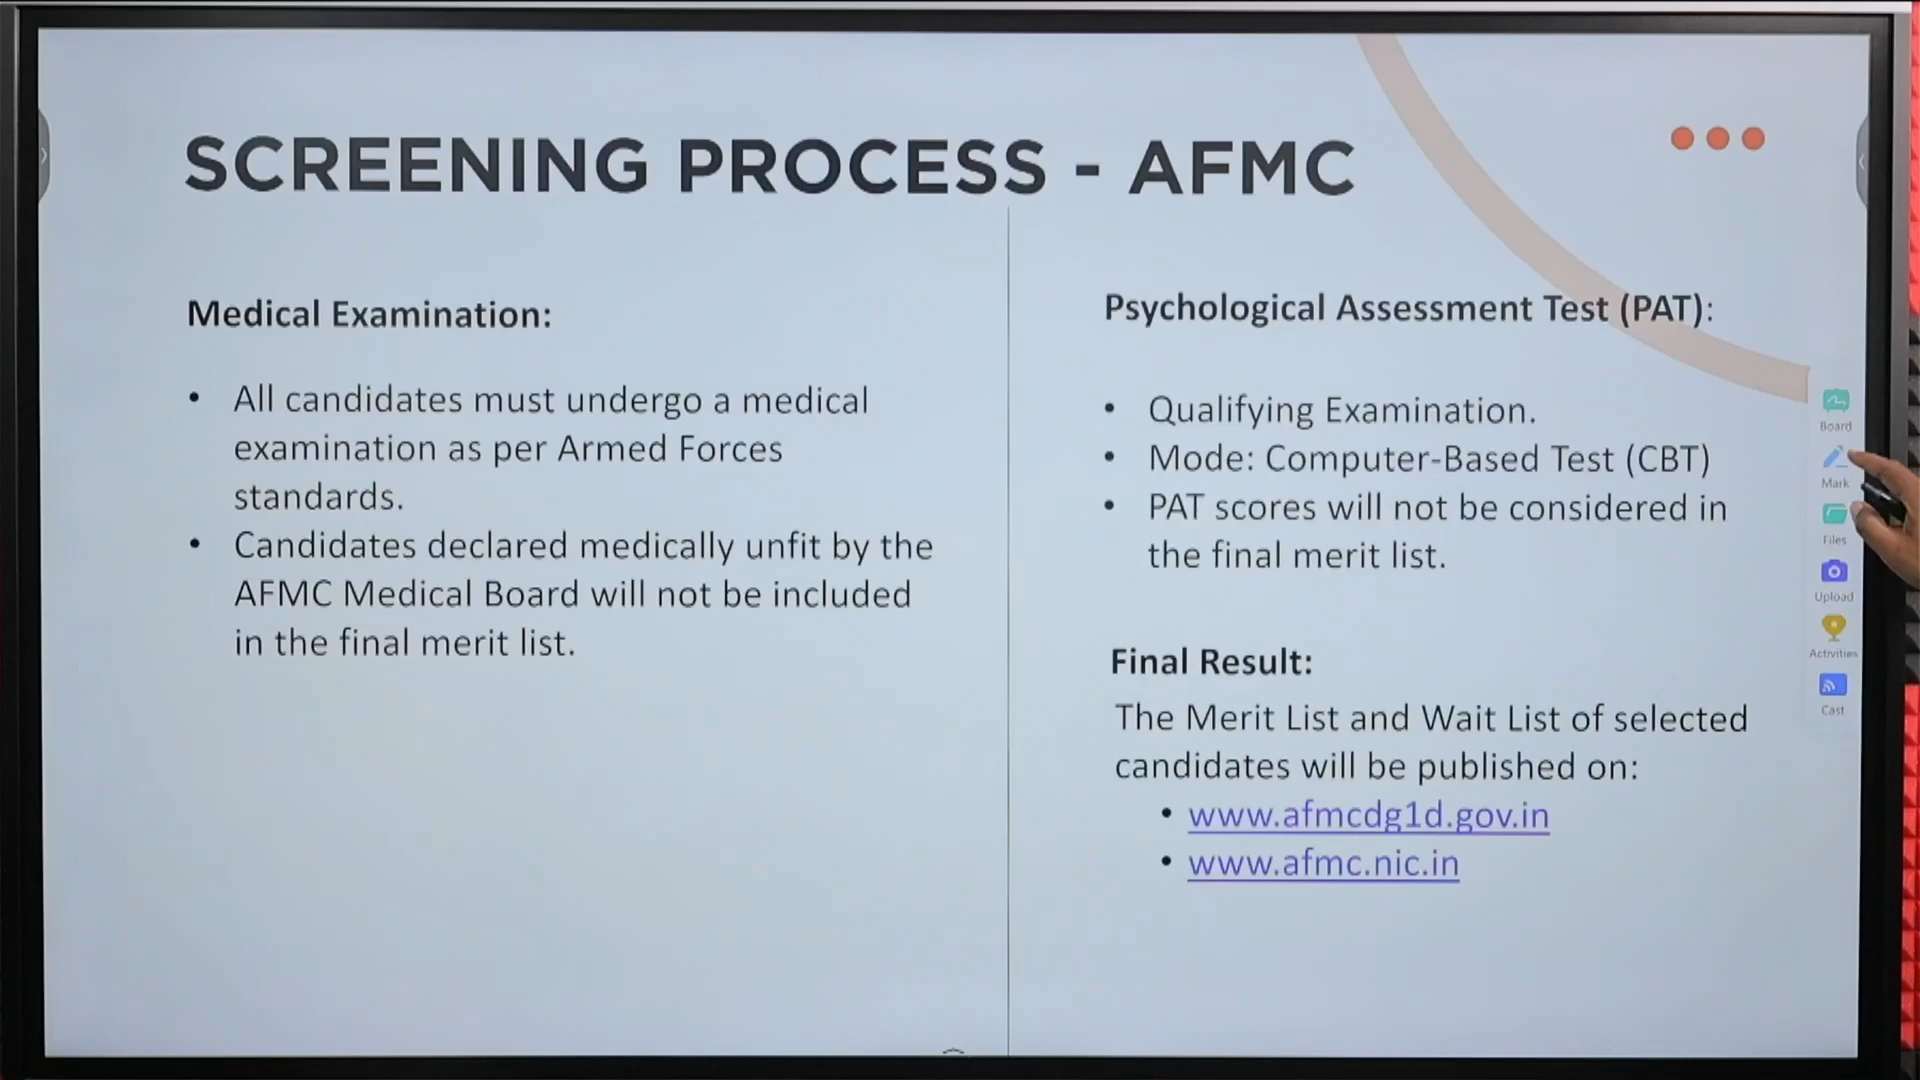 SCREENING PROCESS - AFMC
Medical Examination:
• All candidates must undergo a medical
examination as per Armed Forces
standards.
• Candidates declared medically unfit by the
AFMC Medical Board will not be included
in the final merit list.
Psychological Assessment Test (PAT):
• Qualifying Examination.
• Mode: Computer-Based Test (CBT)
• PAT scores will not be considered in
the final merit list.
Final Result:
The Merit List and Wait List of selected
candidates will be published on:
• www.afmcdg1d.gov.in
• www.afmc.nic.in
Board
Mark
Files
Upload
Activities
Cast